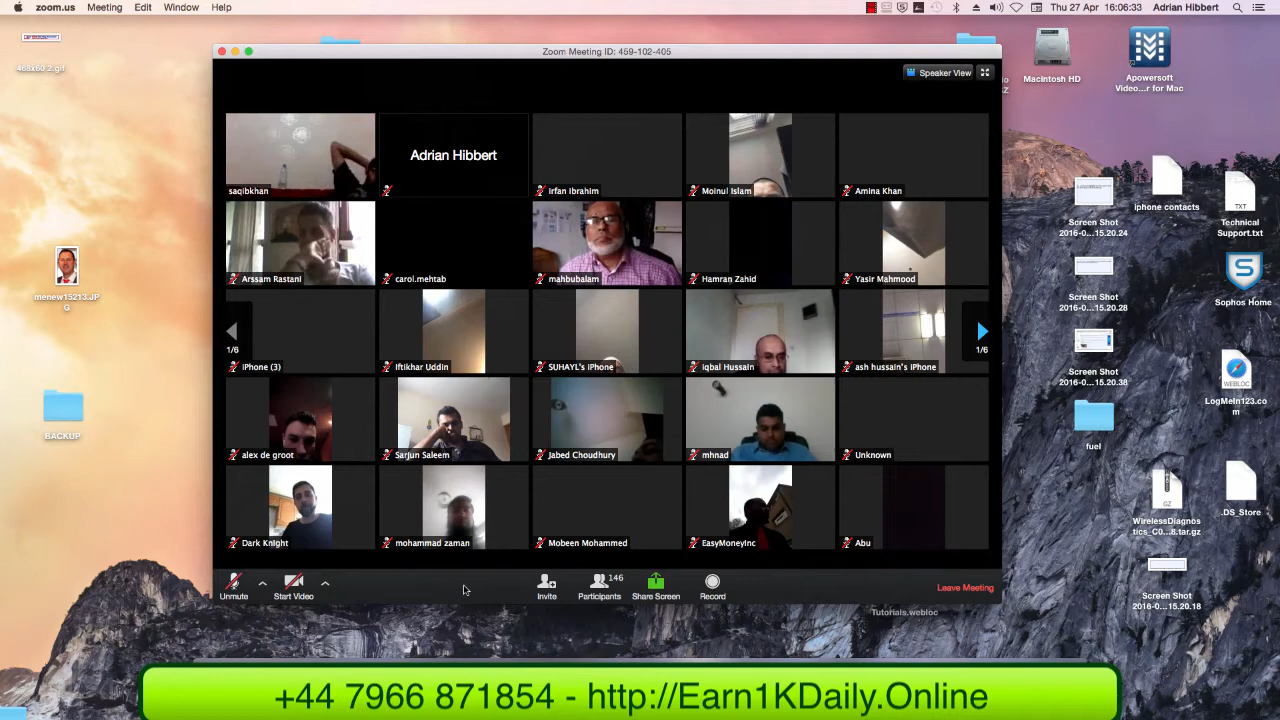 zoom.us Meeting Edit Window Help
Thu 27 Apr 16:06:33 Adrian Hibbert
468x60 2.gif
menew15213.JP
G
BACKUP
Zoom Meeting ID: 459-102-405
Speaker View
saqibkhan
Adrian Hibbert
irfan Ibrahim
Moinul Islam
Amina Khan
Arssam Rastani
carol.mehtab
mahbubalam
Hamran Zahid
Yasir Mahmood
1/6
1/6
iPhone (3)
Iftikhar Uddin
SUHAYL's iPhone
iqbal Hussain
ash hussain's iPhone
alex de groot
Sarjun Saleem
Jabed Choudhury
mhnad
Unknown
Dark Knight
mohammad zaman
Mobeen Mohammed
EasyMoneyInc
Abu
Unmute
Start Video
Invite
146
Participants
Share Screen
Record
Leave Meeting
Tutorials.webloc
Macintosh HD
Apowersoft
Video...r for Mac
Screen Shot
2016-0...15.20.24
iphone contacts
TXT
Technical
Support.txt
Screen Shot
2016-0...15.20.28
S
Sophos Home
Screen Shot
2016-0...15.20.38
WEBLOC
LogMeIn123.co
m
fuel
GZ
WirelessDiagnos
tics_C0...6.tar.gz
.DS_Store
Screen Shot
2016-0...15.20.18
+44 7966 871854 - http://Earn1KDaily.Online